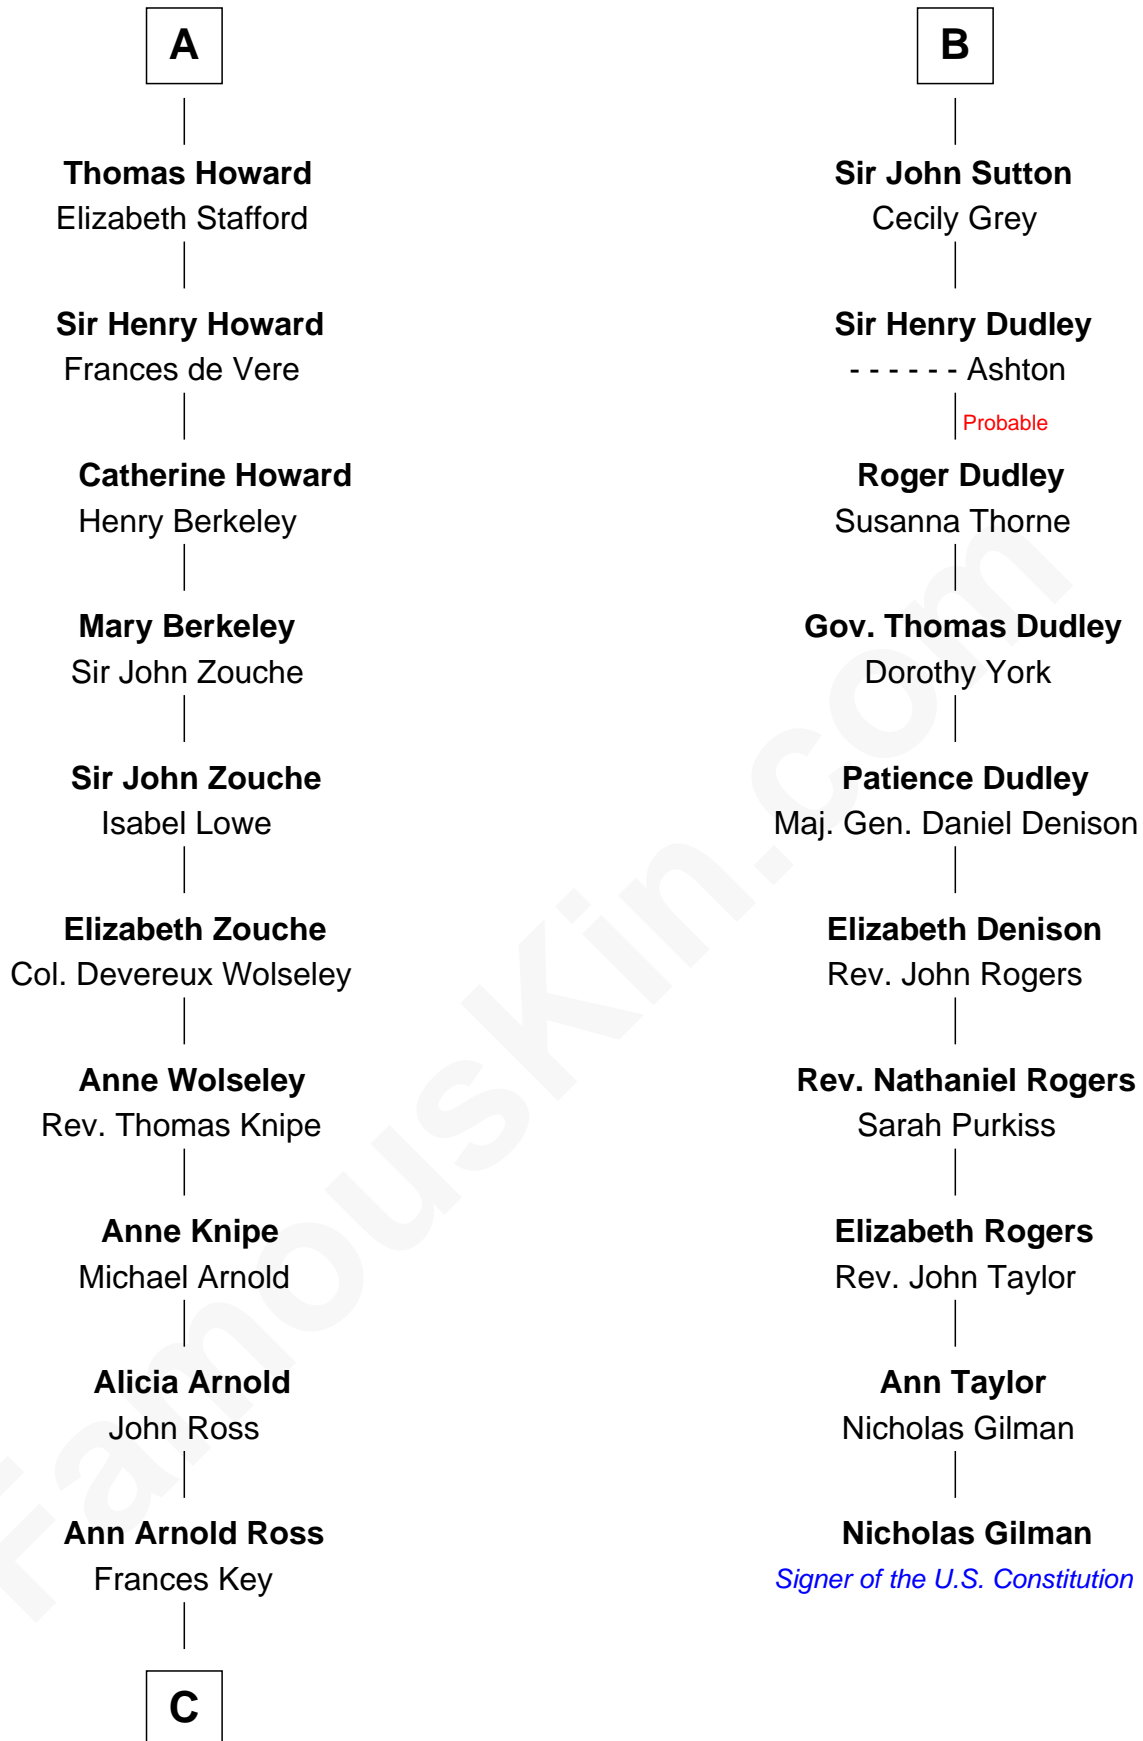 A
Thomas Howard
Elizabeth Stafford
Sir Henry Howard
Frances de Vere
Catherine Howard
Henry Berkeley
Mary Berkeley
Sir John Zouche
Sir John Zouche
Isabel Lowe
Elizabeth Zouche
Col. Devereux Wolseley
Anne Wolseley
Rev. Thomas Knipe
Anne Knipe
Michael Arnold
Alicia Arnold
John Ross
Ann Arnold Ross
Frances Key
C
B
Sir John Sutton
Cecily Grey
Sir Henry Dudley
- - - - - - Ashton
Probable
Roger Dudley
Susanna Thorne
Gov. Thomas Dudley
Dorothy York
Patience Dudley
Maj. Gen. Daniel Denison
Elizabeth Denison
Rev. John Rogers
Rev. Nathaniel Rogers
Sarah Purkiss
Elizabeth Rogers
Rev. John Taylor
Ann Taylor
Nicholas Gilman
Nicholas Gilman
Signer of the U.S. Constitution
FamousKin.com